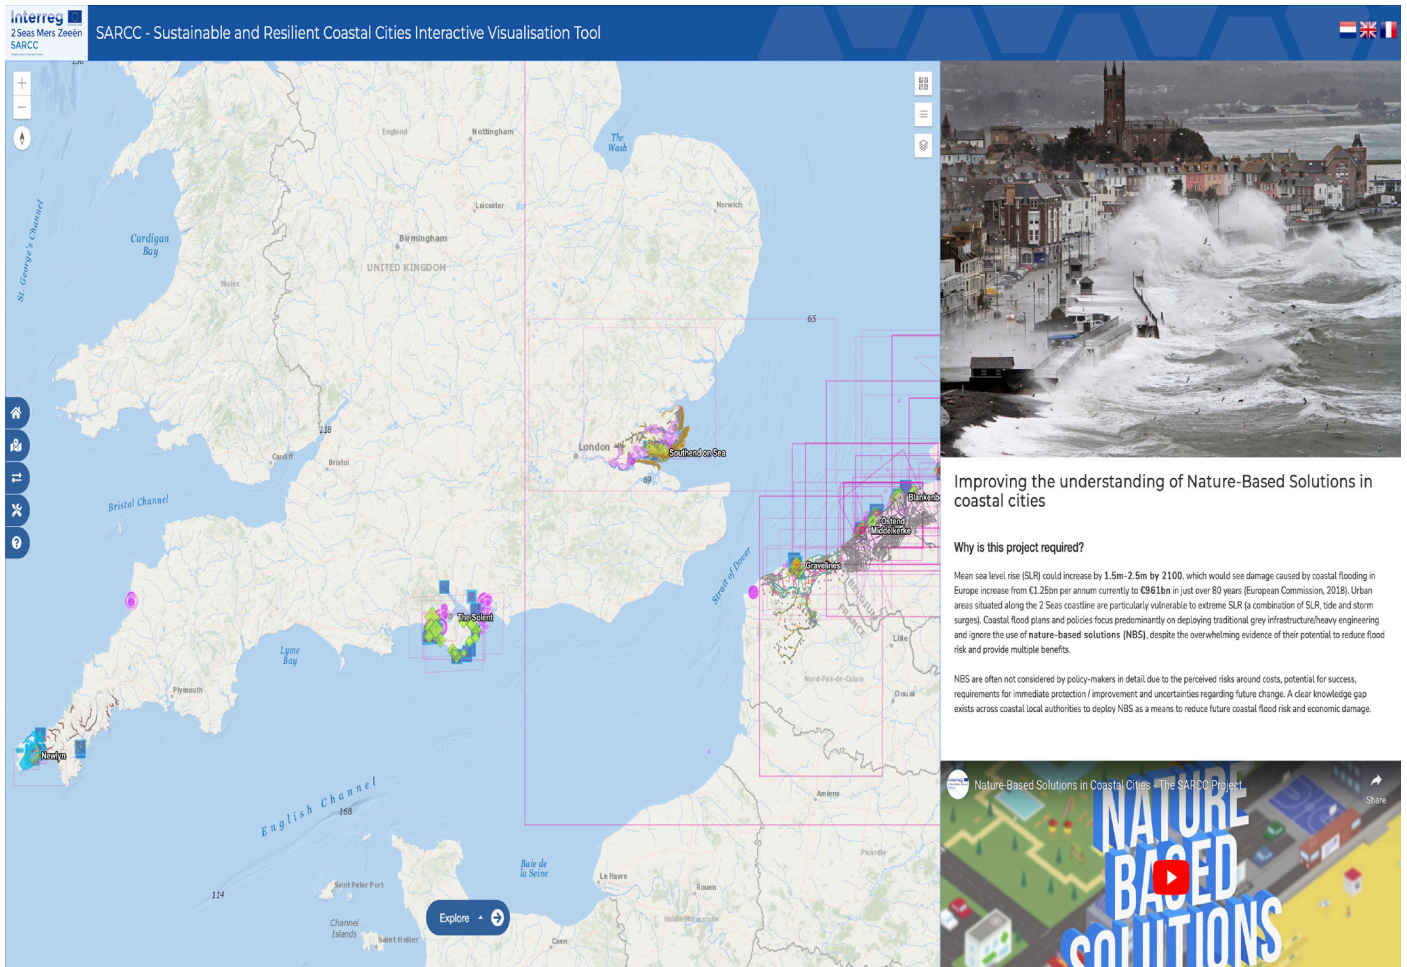 Interreg
2 Seas Mers Zeeën
SARCC
SARCC - Sustainable and Resilient Coastal Cities Interactive Visualisation Tool
St. George's Channel
Cardigan
Bay
England
Nottingham
The
Wash
Leicester
Norwich
Birmingham
UNITED KINGDOM
Wales
65
118
London
Southend on Sea
69
Cardiff
Bristol
Bristol Channel
Blankenb
Ostend
Middelkerke
Gravelines
Strait of Dover
BELGIUM
FRANCE
Lille
The Solent
Lyme
Bay
Plymouth
Nord-Pas-de-Calais
Douai
Newlyn
English Channel
168
Amiens
114
Saint Peter Port
Channel
Islands
Saint Helier
Baie de
la Seine
Le Havre
Rouen
Picardie
Haute-Normandie
Caen
Explore
Improving the understanding of Nature-Based Solutions in
coastal cities
Why is this project required?
Mean sea level rise (SLR) could increase by 1.5m-2.5m by 2100, which would see damage caused by coastal flooding in
Europe increase from €1.25bn per annum currently to €961bn in just over 80 years (European Commission, 2018). Urban
areas situated along the 2 Seas coastline are particularly vulnerable to extreme SLR (a combination of SLR, tide and storm
surges). Coastal flood plans and policies focus predominantly on deploying traditional grey infrastructure/heavy engineering
and ignore the use of nature-based solutions (NBS), despite the overwhelming evidence of their potential to reduce flood
risk and provide multiple benefits.
NBS are often not considered by policy-makers in detail due to the perceived risks around costs, potential for success,
requirements for immediate protection / improvement and uncertainties regarding future change. A clear knowledge gap
exists across coastal local authorities to deploy NBS as a means to reduce future coastal flood risk and economic damage.
Nature-Based Solutions in Coastal Cities - The SARCC Project
Share
NATURE
BASED
SOLUTIONS